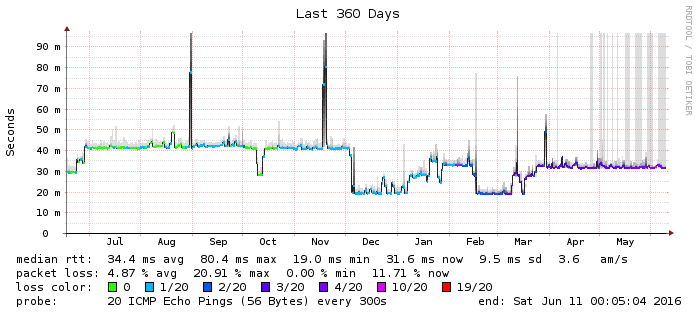 Last 360 Days
RRDTOOL / TOBI OETIKER
Seconds
90 m
80 m
70 m
60 m
50 m
40 m
30 m
20 m
10 m
0
Jul Aug Sep Oct Nov Dec Jan Feb Mar Apr May
median rtt: 34.4 ms avg 80.4 ms max 19.0 ms min 31.6 ms now 9.5 ms sd 3.6 am/s
packet loss: 4.87 % avg 20.91 % max 0.00 % min 11.71 % now
loss color: 0 1/20 2/20 3/20 4/20 10/20 19/20
probe: 20 ICMP Echo Pings (56 Bytes) every 300s end: Sat Jun 11 00:05:04 2016